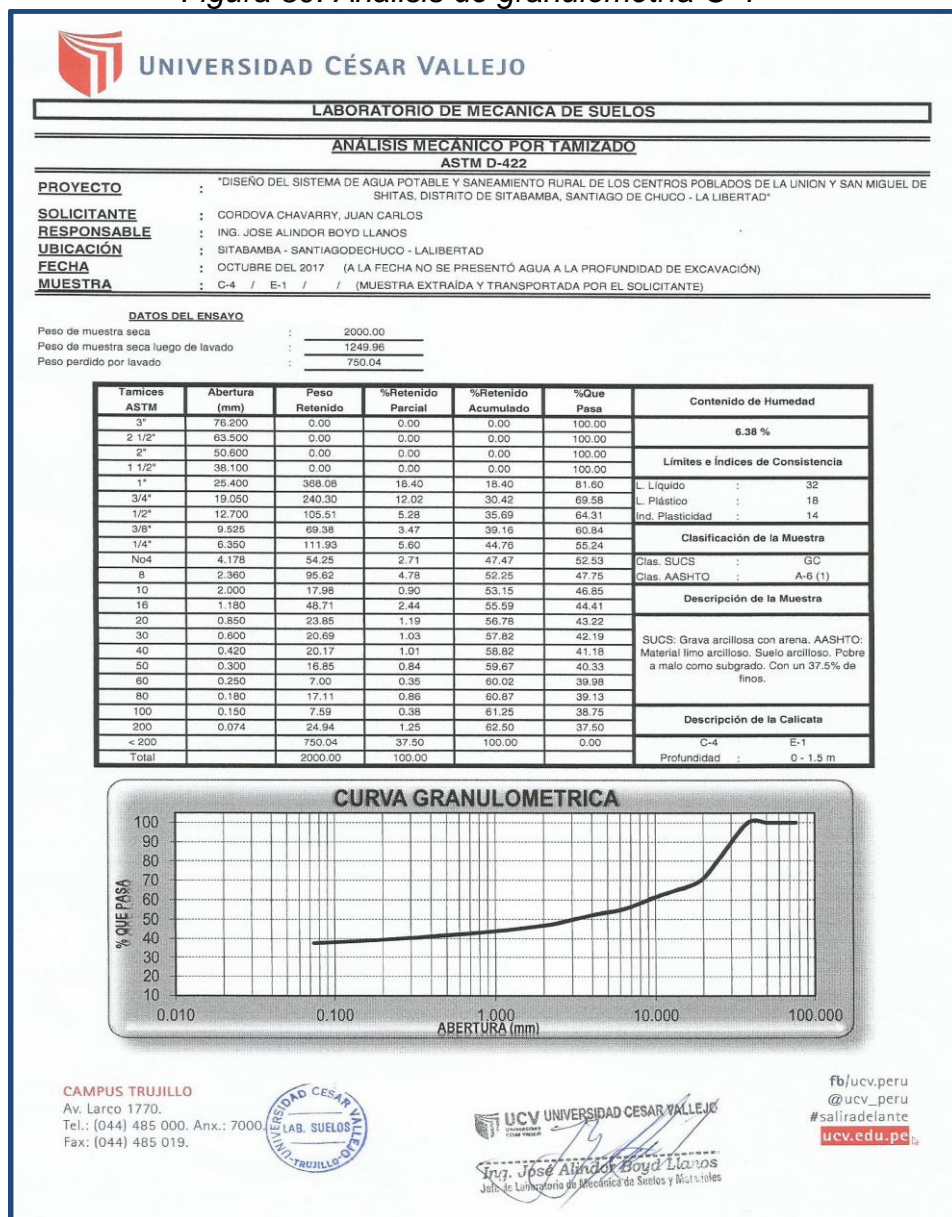 UNIVERSIDAD CÉSAR VALLEJO
LABORATORIO DE MECANICA DE SUELOS
ANÁLISIS MECÁNICO POR TAMIZADO
ASTM D-422
PROYECTO : "DISEÑO DEL SISTEMA DE AGUA POTABLE Y SANEAMIENTO RURAL DE LOS CENTROS POBLADOS DE LA UNION Y SAN MIGUEL DE
SHITAS, DISTRITO DE SITABAMBA, SANTIAGO DE CHUCO - LA LIBERTAD"
SOLICITANTE : CORDOVA CHAVARRY, JUAN CARLOS
RESPONSABLE : ING. JOSE ALINDOR BOYD LLANOS
UBICACIÓN : SITABAMBA - SANTIAGODECHUCO - LALIBERTAD
FECHA : OCTUBRE DEL 2017 (A LA FECHA NO SE PRESENTÓ AGUA A LA PROFUNDIDAD DE EXCAVACIÓN)
MUESTRA : C-4 / E-1 / / (MUESTRA EXTRAÍDA Y TRANSPORTADA POR EL SOLICITANTE)
DATOS DEL ENSAYO
Peso de muestra seca : 2000.00
Peso de muestra seca luego de lavado : 1249.96
Peso perdido por lavado : 750.04
Tamices Abertura Peso %Retenido %Retenido %Que
ASTM (mm) Retenido Parcial Acumulado Pasa
3" 76.200 0.00 0.00 0.00 100.00
2 1/2" 63.500 0.00 0.00 0.00 100.00
2" 50.600 0.00 0.00 0.00 100.00
1 1/2" 38.100 0.00 0.00 0.00 100.00
1" 25.400 368.08 18.40 18.40 81.60
3/4" 19.050 240.30 12.02 30.42 69.58
1/2" 12.700 105.51 5.28 35.69 64.31
3/8" 9.525 69.38 3.47 39.16 60.84
1/4" 6.350 111.93 5.60 44.76 55.24
No4 4.178 54.25 2.71 47.47 52.53
8 2.360 95.62 4.78 52.25 47.75
10 2.000 17.98 0.90 53.15 46.85
16 1.180 48.71 2.44 55.59 44.41
20 0.850 23.85 1.19 56.78 43.22
30 0.600 20.69 1.03 57.82 42.19
40 0.420 20.17 1.01 58.82 41.18
50 0.300 16.85 0.84 59.67 40.33
60 0.250 7.00 0.35 60.02 39.98
80 0.180 17.11 0.86 60.87 39.13
100 0.150 7.59 0.38 61.25 38.75
200 0.074 24.94 1.25 62.50 37.50
< 200 750.04 37.50 100.00 0.00
Total 2000.00 100.00
Contenido de Humedad
6.38 %
Límites e Índices de Consistencia
L. Líquido : 32
L. Plástico : 18
Ind. Plasticidad : 14
Clasificación de la Muestra
Clas. SUCS : GC
Clas. AASHTO : A-6 (1)
Descripción de la Muestra
SUCS: Grava arcillosa con arena. AASHTO:
Material limo arcilloso. Suelo arcilloso. Pobre
a malo como subgrado. Con un 37.5% de
finos.
Descripción de la Calicata
C-4 E-1
Profundidad : 0 - 1.5 m
CURVA GRANULOMETRICA
% QUE PASA
100
90
80
70
60
50
40
30
20
10
0.010 0.100 1.000 10.000 100.000
ABERTURA (mm)
CAMPUS TRUJILLO
Av. Larco 1770.
Tel.: (044) 485 000. Anx.: 7000.
Fax: (044) 485 019.
UNIVERSIDAD CESAR VALLEJO
LAB. SUELOS
TRUJILLO
UCV UNIVERSIDAD CESAR VALLEJO
Ing. José Alindor Boyd Llanos
Jefe de Laboratorio de Mecánica de Suelos y Materiales
fb/ucv.peru
@ucv_peru
#saliradelante
ucv.edu.pe